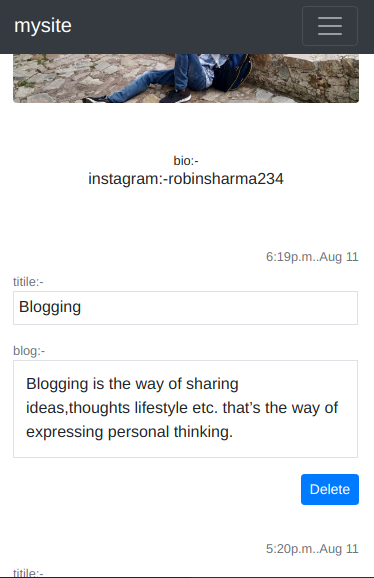 mysite
bio:-
instagram:-robinsharma234
6:19p.m..Aug 11
titile:-
Blogging
blog:-
Blogging is the way of sharing
ideas,thoughts lifestyle etc. that’s the way of
expressing personal thinking.
Delete
5:20p.m..Aug 11
titile:-